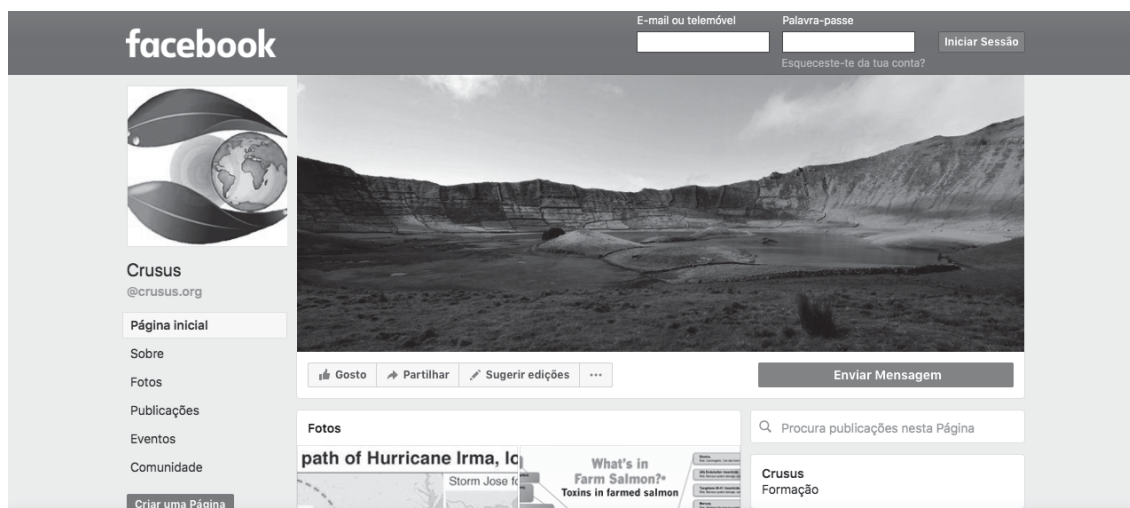 E-mail ou telemóvel
Palavra-passe
facebook
Iniciar Sessão
Esqueceste-te da tua conta?
Crusus
@crusus.org
Página inicial
Sobre
Fotos
Publicações
Eventos
Comunidade
Criar uma Página
Gosto
Partilhar
Sugerir edições
Enviar Mensagem
Fotos
path of Hurricane Irma,
Storm Jose
What's in
Farm Salmon?*
Toxins in farmed salmon
Procura publicações nesta Página
Crusus
Formação